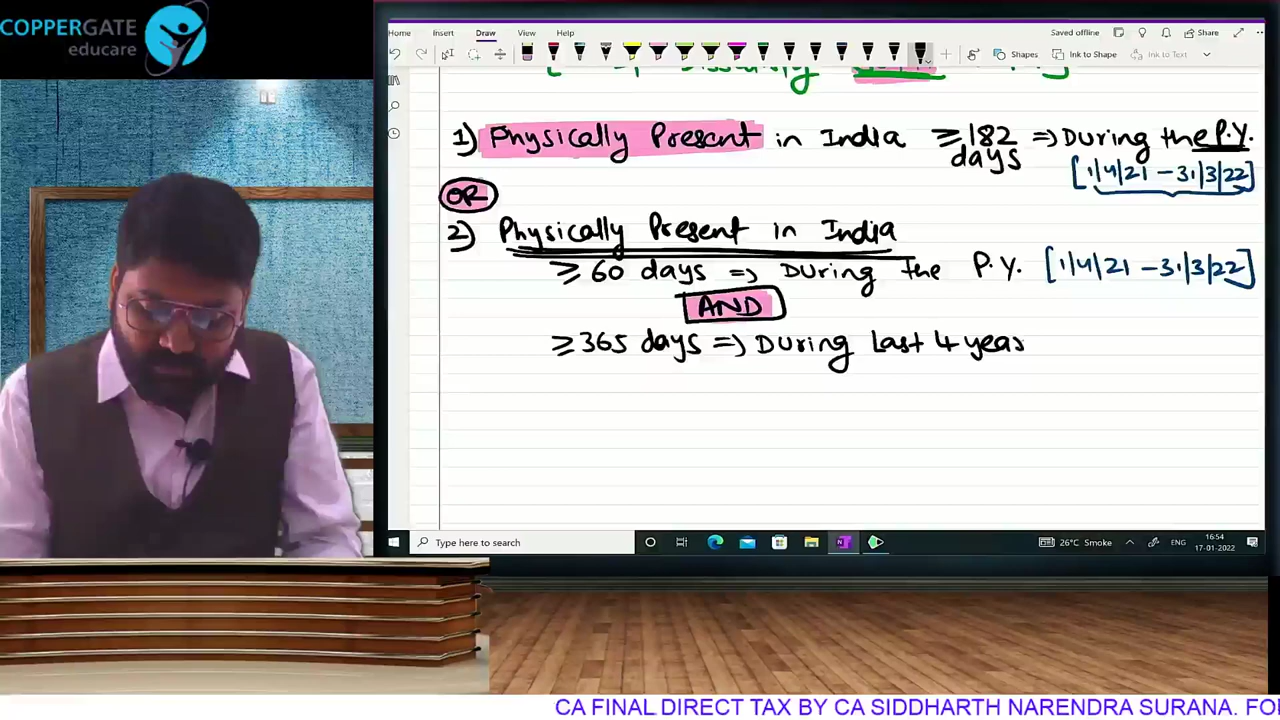 COPPERGATE
educare
Home Insert Draw View Help
Saved offline Share
Shapes Ink to Shape Ink to Text
1) Physically Present in India ≥182 days => During the P.Y.
[1/4/21 - 31/3/22]
OR
2) Physically Present in India
≥ 60 days => During the P.Y. [1/4/21 - 31/3/22]
AND
≥ 365 days => During Last 4 year
Type here to search
26°C Smoke ENG 16:54
17-01-2022
CA FINAL DIRECT TAX BY CA SIDDHARTH NARENDRA SURANA. FO